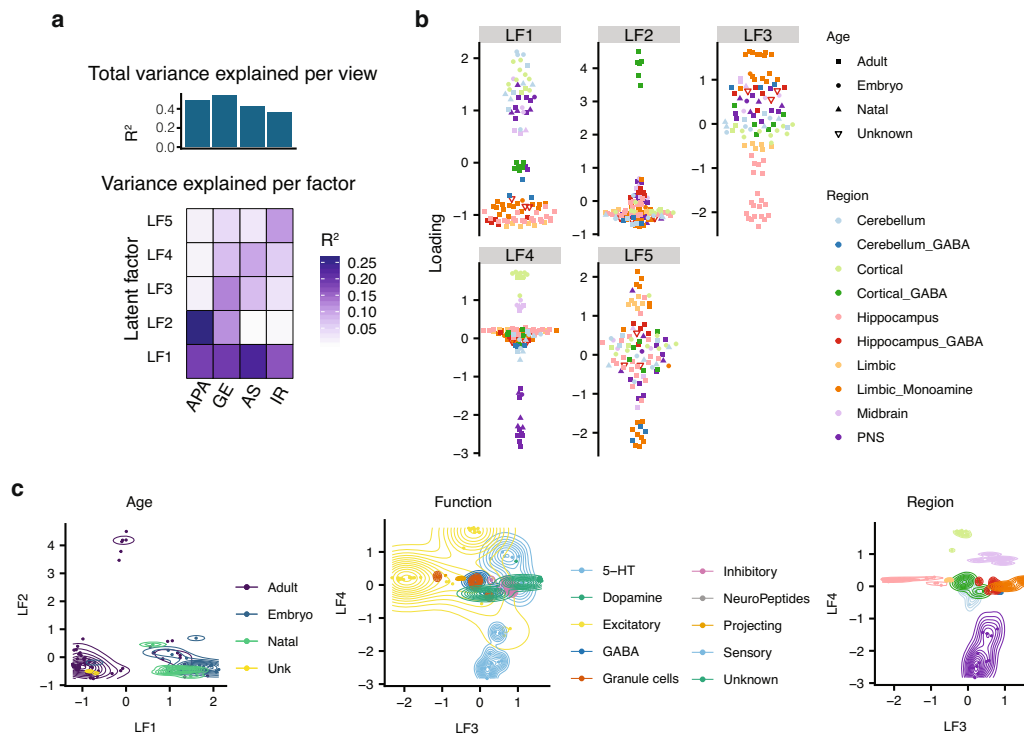 a
Total variance explained per view
R²
0.4
0.2
0.0
Variance explained per factor
Latent factor
LF5
LF4
LF3
LF2
LF1
APA
GE
AS
IR
R²
0.25
0.20
0.15
0.10
0.05
b
Loading
LF1
2
1
0
−1
LF2
4
3
2
1
0
−1
LF3
1
0
−1
−2
LF4
1
0
−1
−2
−3
LF5
2
1
0
−1
−2
Age
Adult
Embryo
Natal
Unknown
Region
Cerebellum
Cerebellum_GABA
Cortical
Cortical_GABA
Hippocampus
Hippocampus_GABA
Limbic
Limbic_Monoamine
Midbrain
PNS
c
Age
LF2
4
2
0
−1
−1
0
1
2
LF1
Adult
Embryo
Natal
Unk
Function
LF4
1
0
−1
−2
−3
−2
−1
0
1
LF3
5−HT
Dopamine
Excitatory
GABA
Granule cells
Inhibitory
NeuroPeptides
Projecting
Sensory
Unknown
Region
LF4
1
0
−1
−2
−3
−2
−1
0
1
LF3